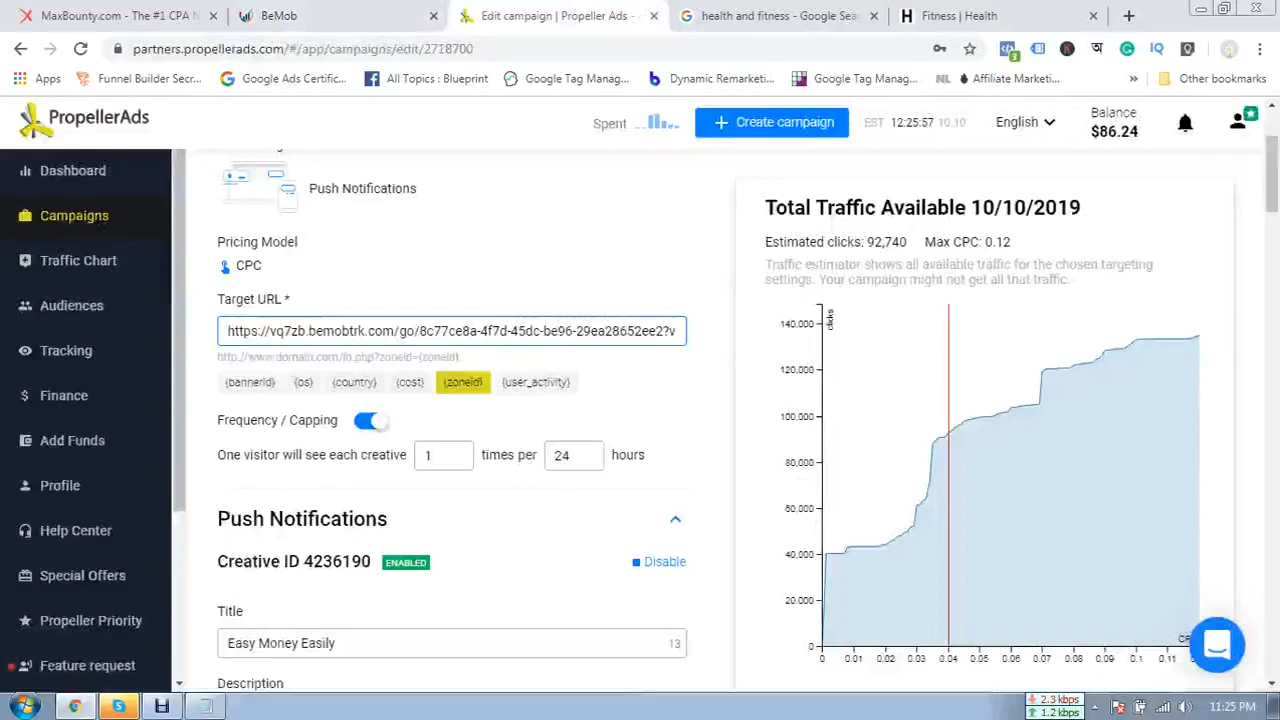 MaxBounty.com - The #1 CPA N
BeMob
Edit campaign | Propeller Ads -
health and fitness - Google Sea
Fitness | Health
partners.propellerads.com/#/app/campaigns/edit/2718700
Apps
Funnel Builder Secr...
Google Ads Certific...
All Topics : Blueprint
Google Tag Manag...
Dynamic Remarketi...
Google Tag Manag...
NL
Affiliate Marketi...
»
Other bookmarks
PropellerAds
Spent
+ Create campaign
EST 12:25:57 10.10
English
Balance
$86.24
Dashboard
Campaigns
Traffic Chart
Audiences
Tracking
Finance
Add Funds
Profile
Help Center
Special Offers
Propeller Priority
Feature request
Push Notifications
Pricing Model
CPC
Target URL *
https://vq7zb.bemobtrk.com/go/8c77ce8a-4f7d-45dc-be96-29ea28652ee2?v
http://www.domain.com/in.php?zoneid={zoneid}
{bannerid} {os} {country} {cost} {zoneid} {user_activity}
Frequency / Capping
One visitor will see each creative 1 times per 24 hours
Push Notifications
Creative ID 4236190 ENABLED
Disable
Title
Easy Money Easily 13
Description
Total Traffic Available 10/10/2019
Estimated clicks: 92,740 Max CPC: 0.12
Traffic estimator shows all available traffic for the chosen targeting
settings. Your campaign might not get all that traffic.
clicks
140,000
120,000
100,000
80,000
60,000
40,000
20,000
0
0 0.01 0.02 0.03 0.04 0.05 0.06 0.07 0.08 0.09 0.1 0.11
2.3 kbps
1.2 kbps
11:25 PM